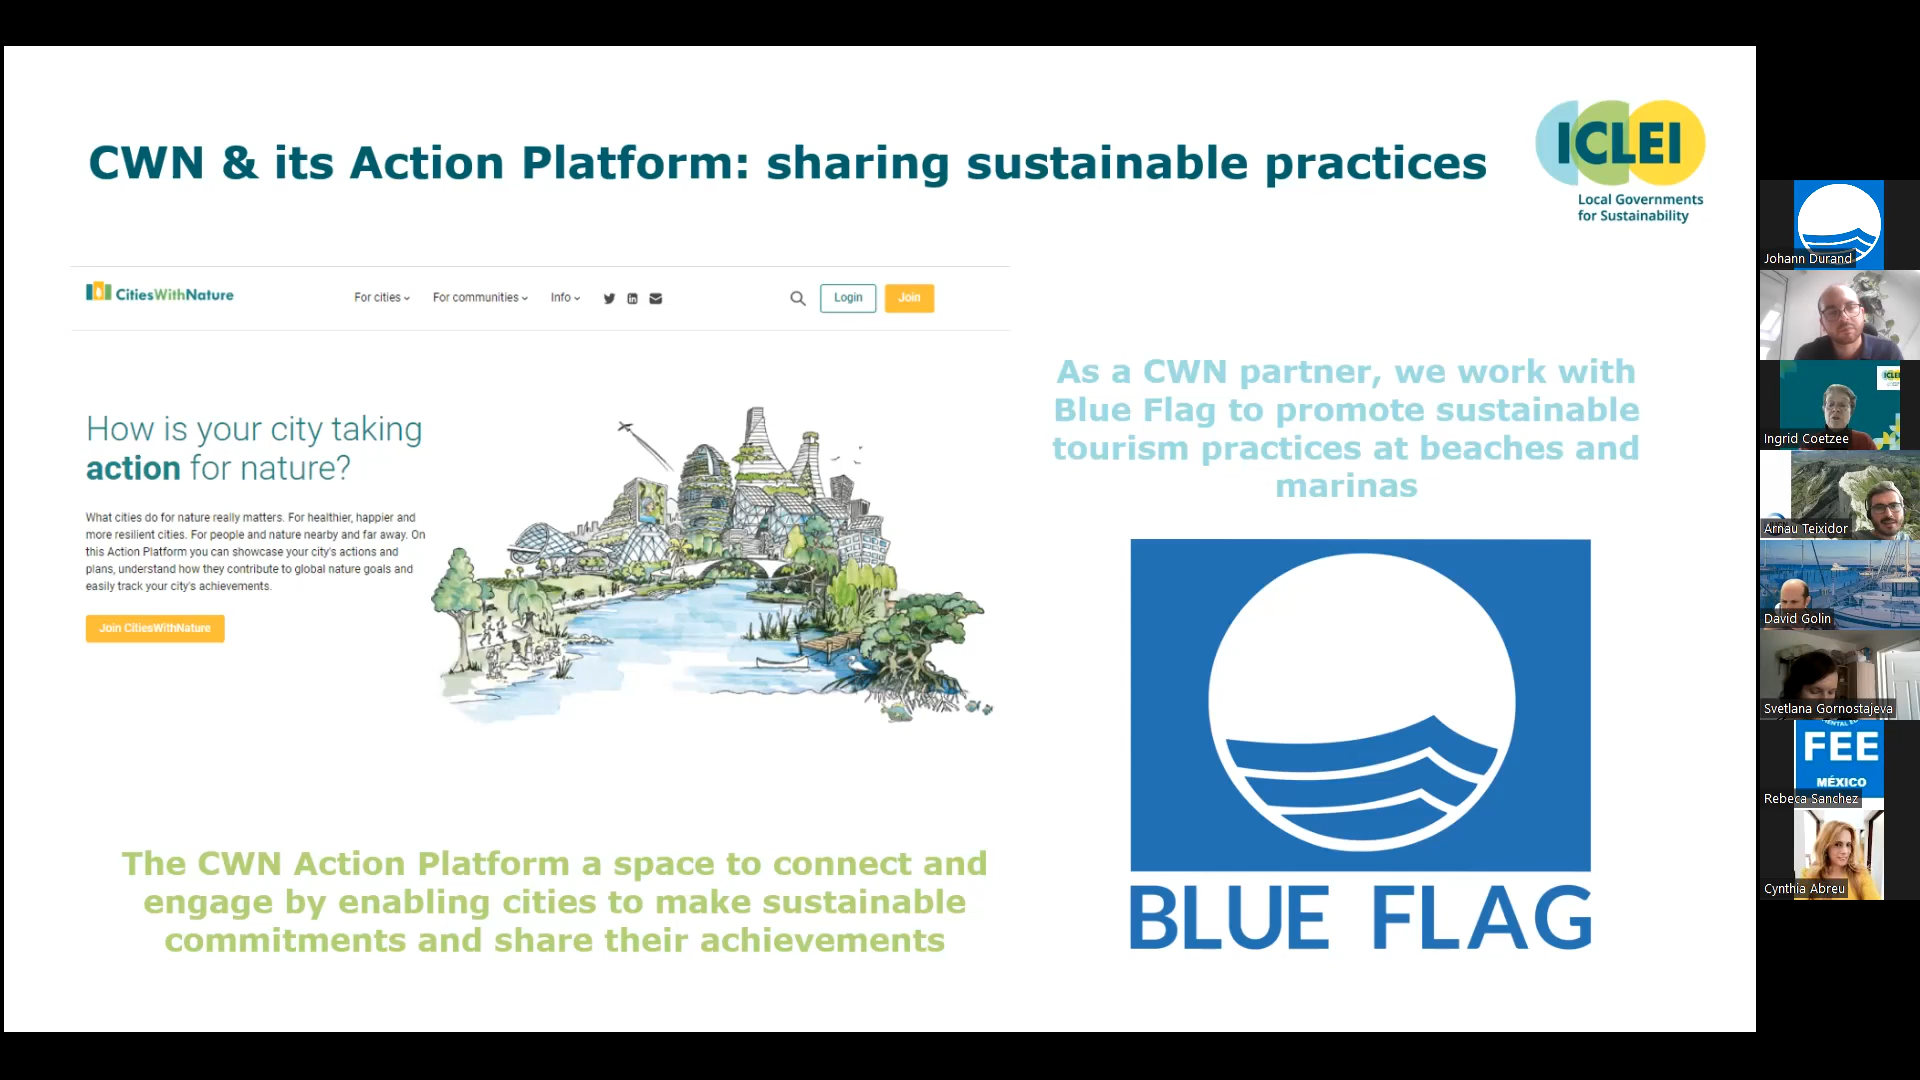 CWN & its Action Platform: sharing sustainable practices
ICLEI
Local Governments
for Sustainability
CitiesWithNature
For cities
For communities
Info
Login
Join
How is your city taking
action for nature?
What cities do for nature really matters. For healthier, happier and
more resilient cities. For people and nature nearby and far away. On
this Action Platform you can showcase your city's actions and
plans, understand how they contribute to global nature goals and
easily track your city's achievements.
Join CitiesWithNature
The CWN Action Platform a space to connect and
engage by enabling cities to make sustainable
commitments and share their achievements
As a CWN partner, we work with
Blue Flag to promote sustainable
tourism practices at beaches and
marinas
BLUE FLAG
Johann Durand
ICLEI
Ingrid Coetzee
Arnau Teixidor
David Golin
Svetlana Gornostajeva
FEE
MÉXICO
Rebeca Sanchez
Cynthia Abreu